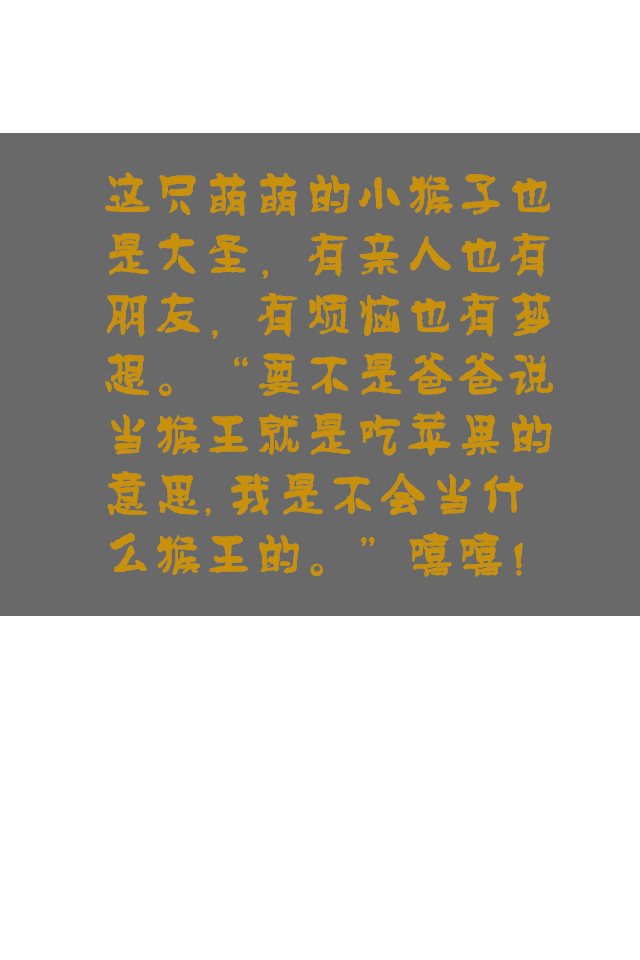 这只萌萌的小猴子也
是大圣，有亲人也有
朋友，有烦恼也有梦
想。“要不是爸爸说
当猴王就是吃苹果的
意思,我是不会当什
么猴王的。”嘻嘻!